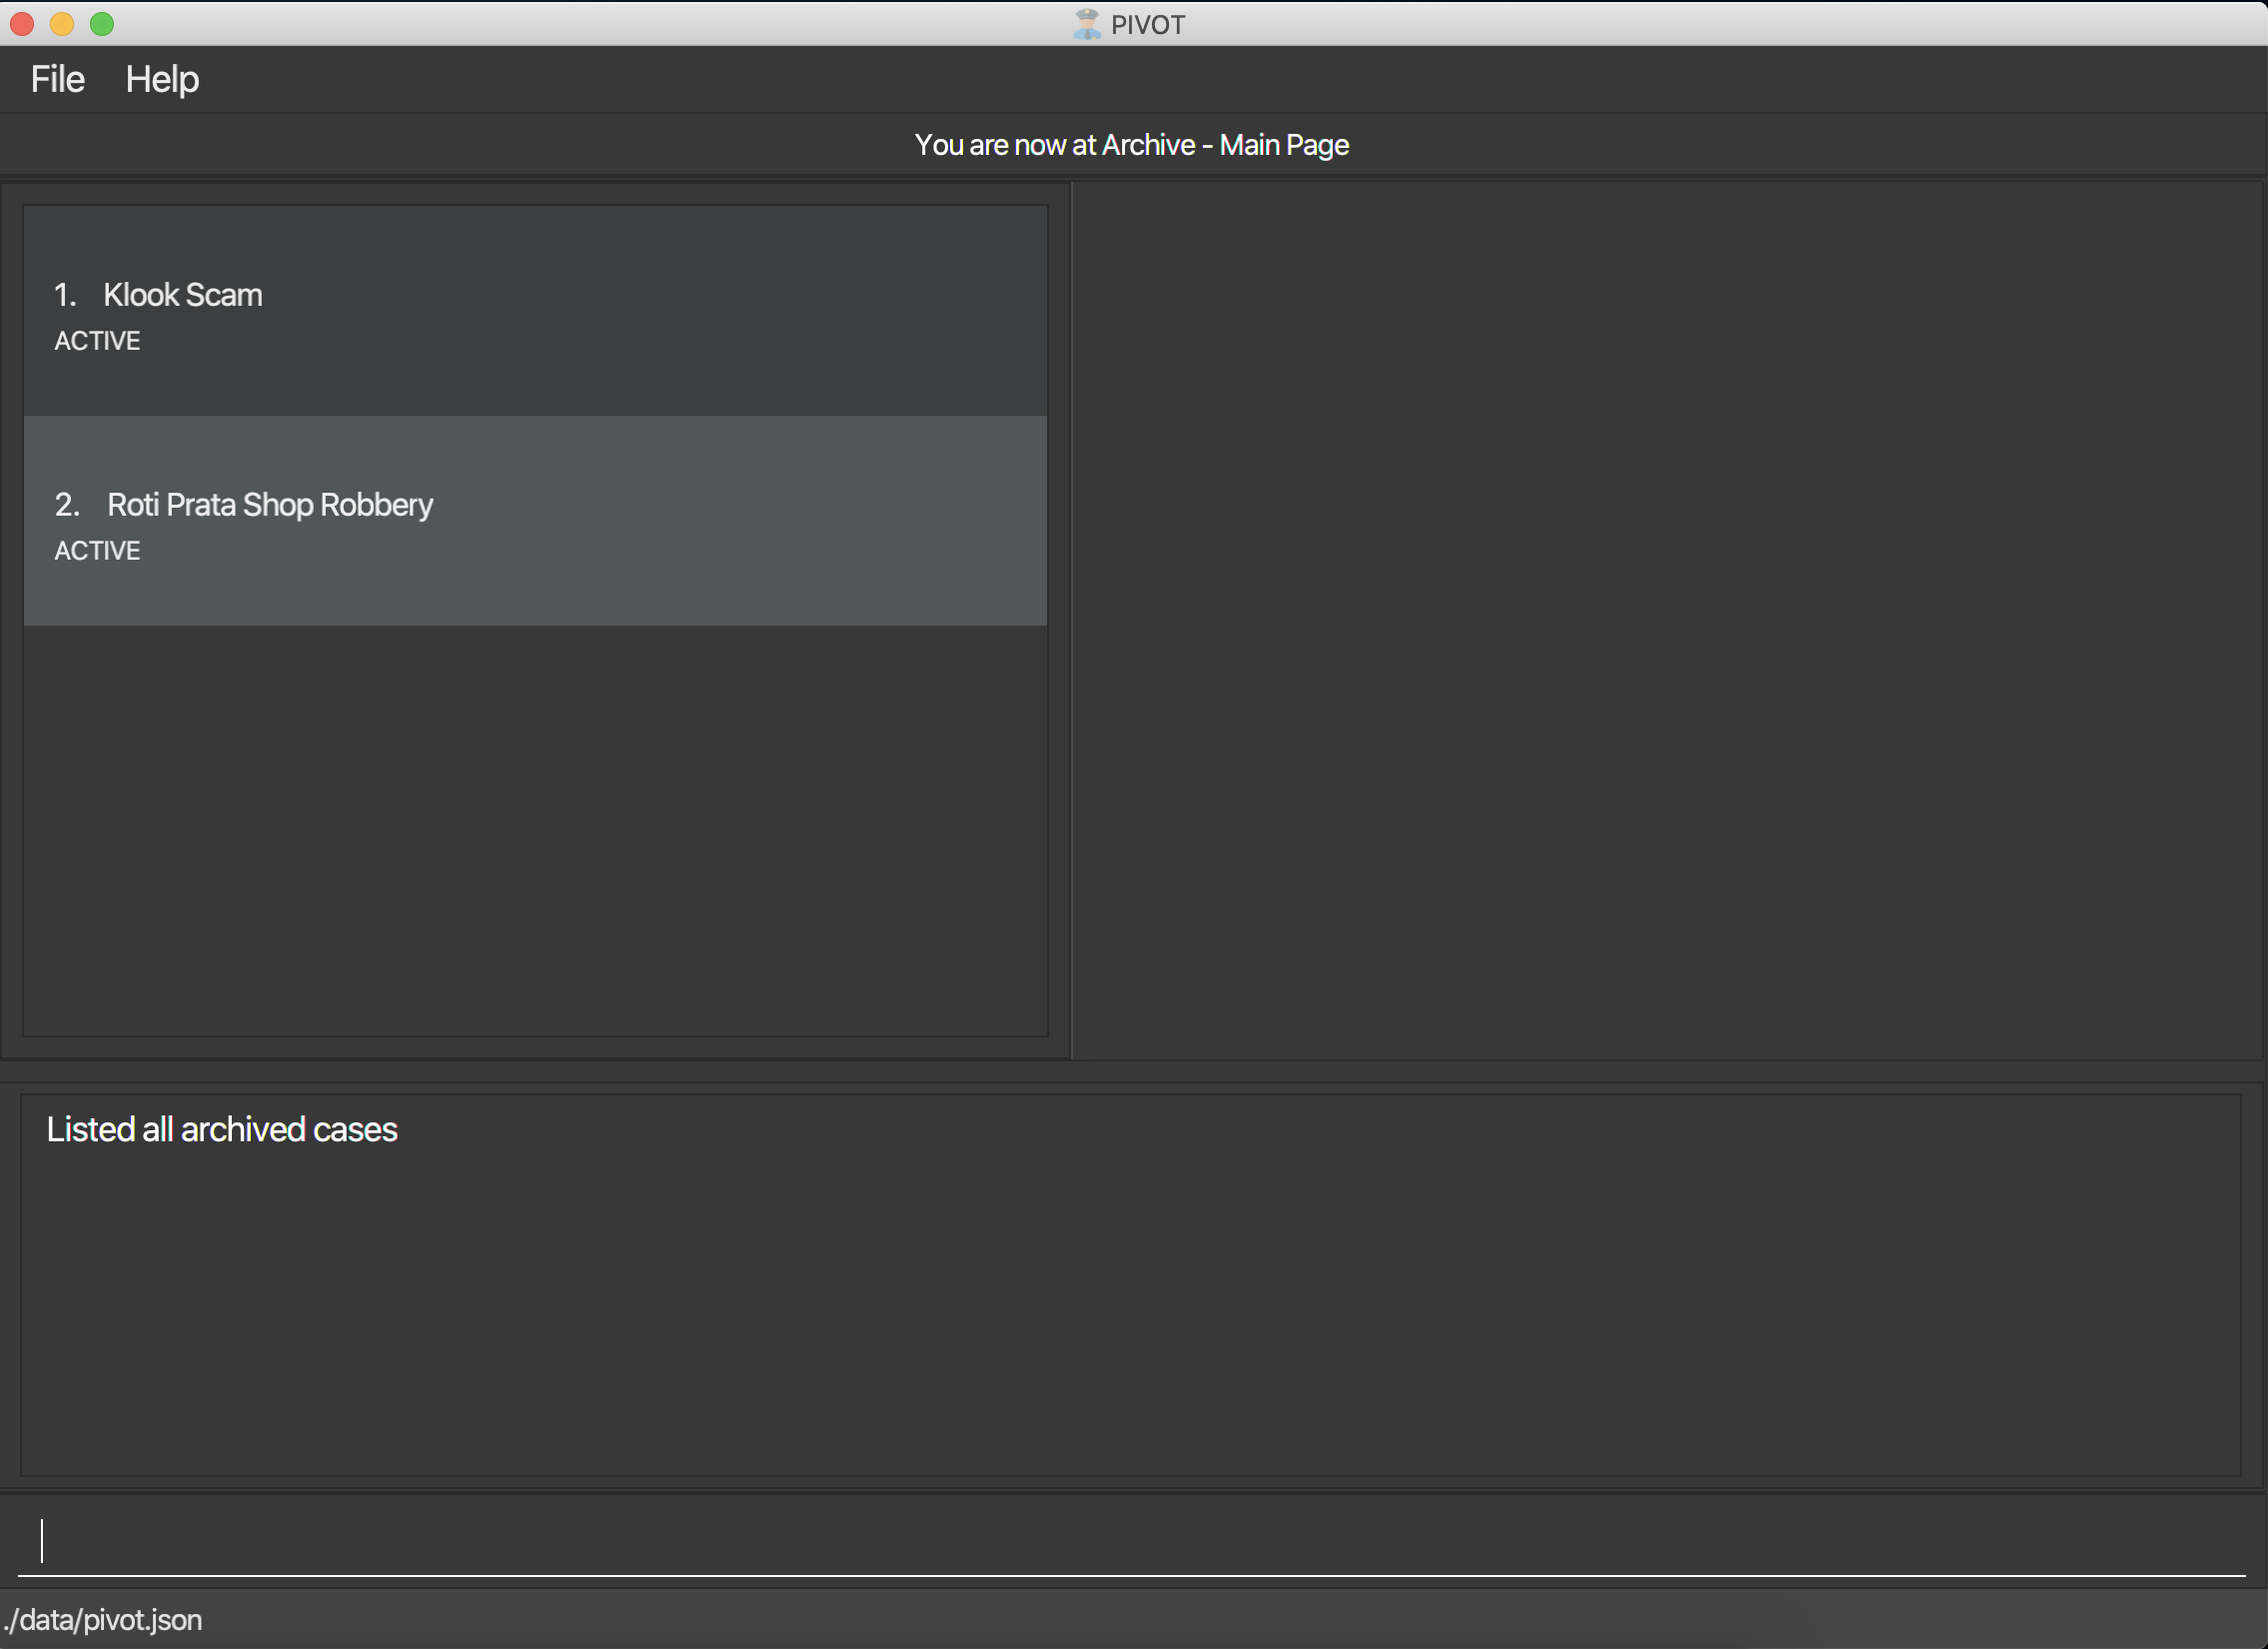 PIVOT
File Help
You are now at Archive - Main Page
1. Klook Scam
ACTIVE
2. Roti Prata Shop Robbery
ACTIVE
Listed all archived cases
./data/pivot.json